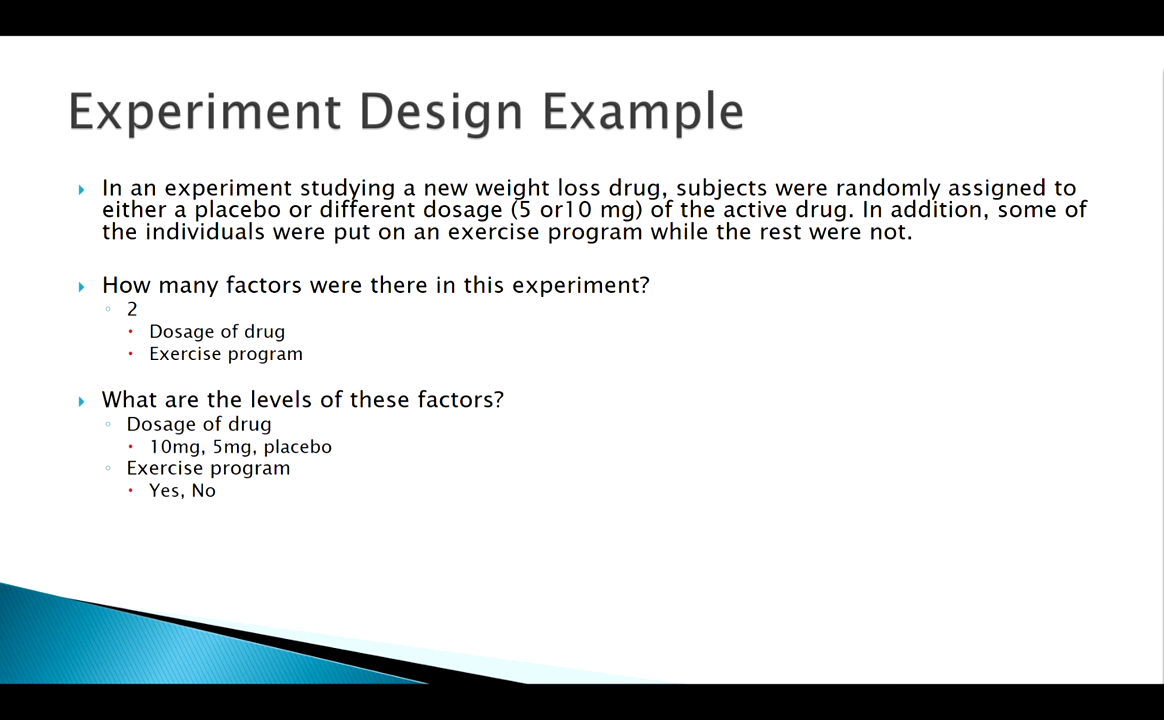 Experiment Design Example
In an experiment studying a new weight loss drug, subjects were randomly assigned to
either a placebo or different dosage (5 or10 mg) of the active drug. In addition, some of
the individuals were put on an exercise program while the rest were not.
How many factors were there in this experiment?
2
Dosage of drug
Exercise program
What are the levels of these factors?
Dosage of drug
10mg, 5mg, placebo
Exercise program
Yes, No